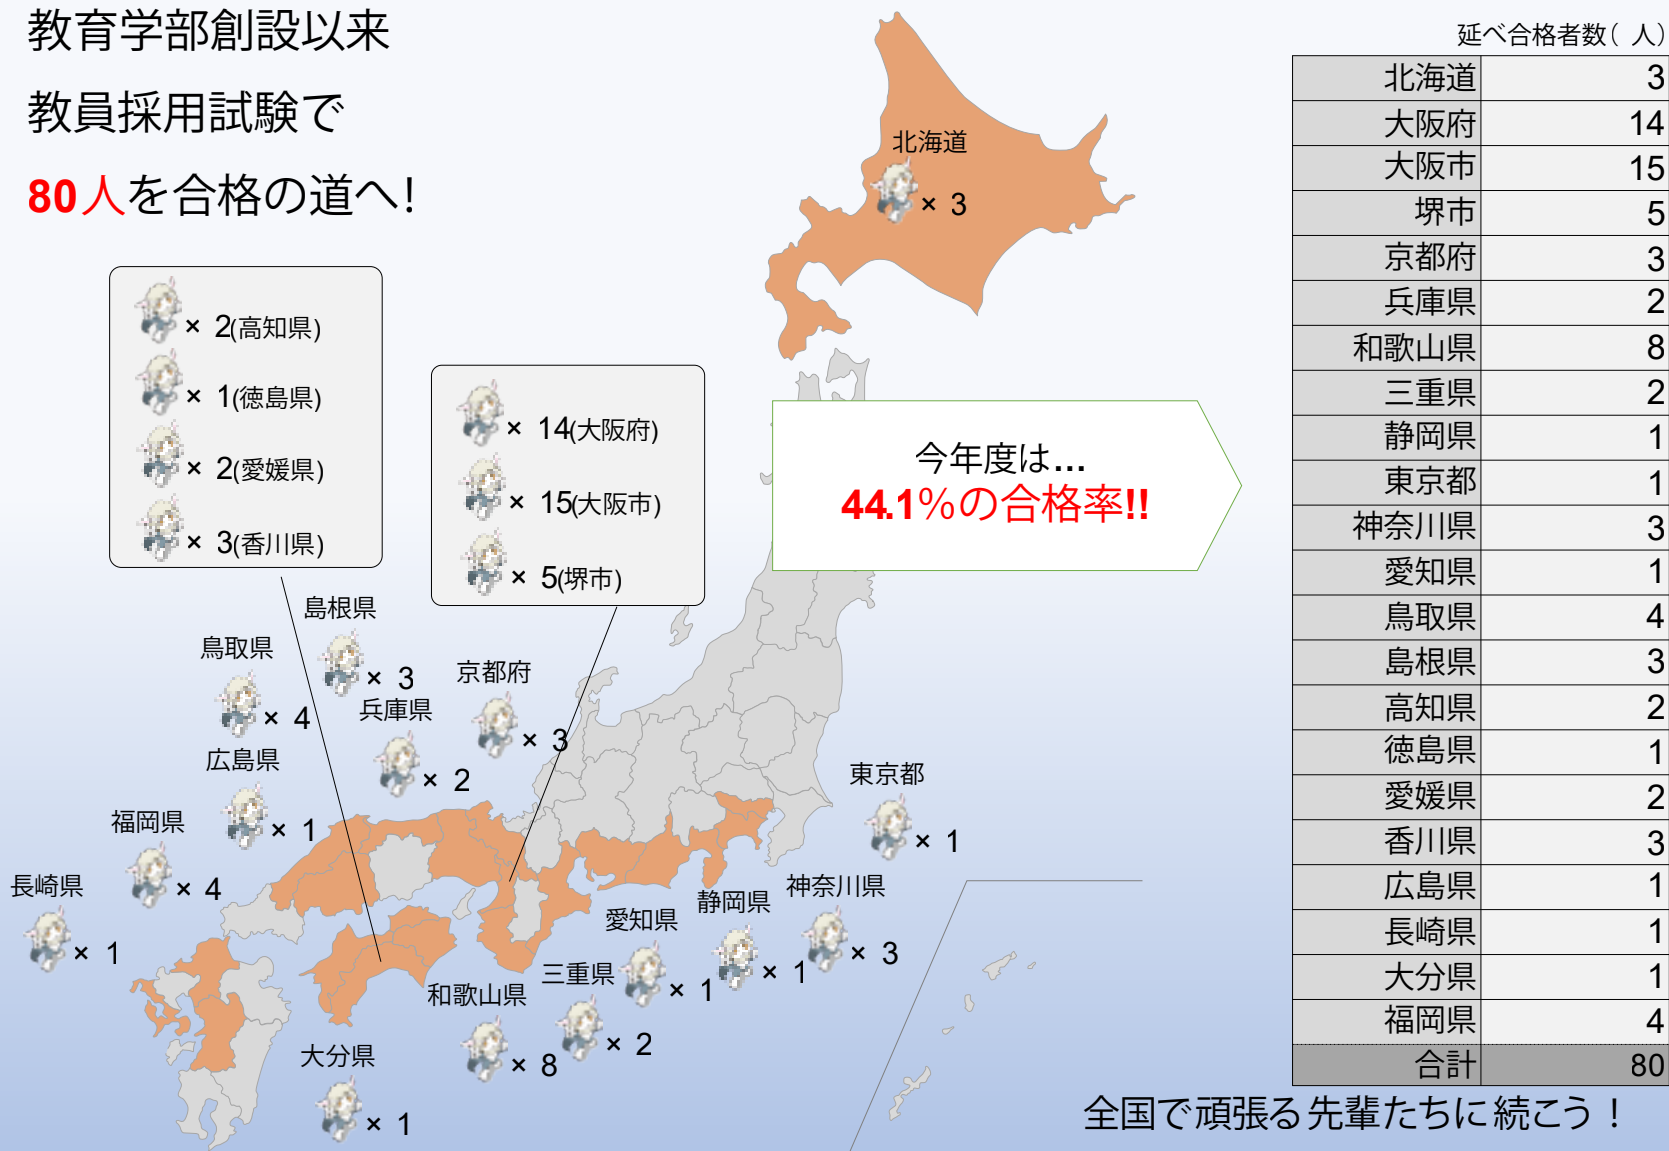 教育学部創設以来
教員採用試験で
80人を合格の道へ!
北海道
× 3
× 2(高知県)
× 1(徳島県)
× 2(愛媛県)
× 3(香川県)
× 14(大阪府)
× 15(大阪市)
× 5(堺市)
今年度は...
44.1%の合格率!!
島根県
× 3
鳥取県
× 4
京都府
× 3
兵庫県
× 2
広島県
× 1
東京都
× 1
福岡県
× 4
長崎県
× 1
神奈川県
× 3
静岡県
× 1
愛知県
× 1
三重県
× 2
和歌山県
× 8
大分県
× 1
延べ合格者数( 人)
北海道 3
大阪府 14
大阪市 15
堺市 5
京都府 3
兵庫県 2
和歌山県 8
三重県 2
静岡県 1
東京都 1
神奈川県 3
愛知県 1
鳥取県 4
島根県 3
高知県 2
徳島県 1
愛媛県 2
香川県 3
広島県 1
長崎県 1
大分県 1
福岡県 4
合計 80
全国で頑張る先輩たちに続こう！